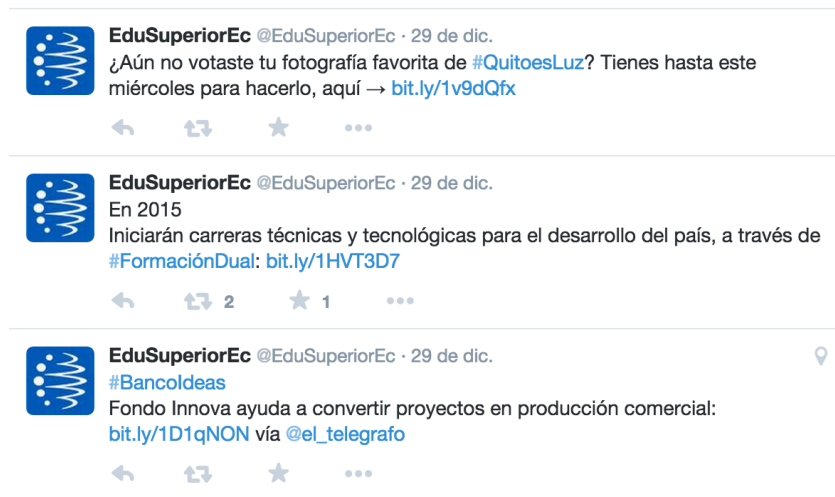 EduSuperiorEc @EduSuperiorEc · 29 de dic.
¿Aún no votaste tu fotografía favorita de #QuitoesLuz? Tienes hasta este
miércoles para hacerlo, aquí → bit.ly/1v9dQfx
EduSuperiorEc @EduSuperiorEc · 29 de dic.
En 2015
Iniciarán carreras técnicas y tecnológicas para el desarrollo del país, a través de
#FormaciónDual: bit.ly/1HVT3D7
2 1
EduSuperiorEc @EduSuperiorEc · 29 de dic.
#BancoIdeas
Fondo Innova ayuda a convertir proyectos en producción comercial:
bit.ly/1D1qNON vía @el_telegrafo